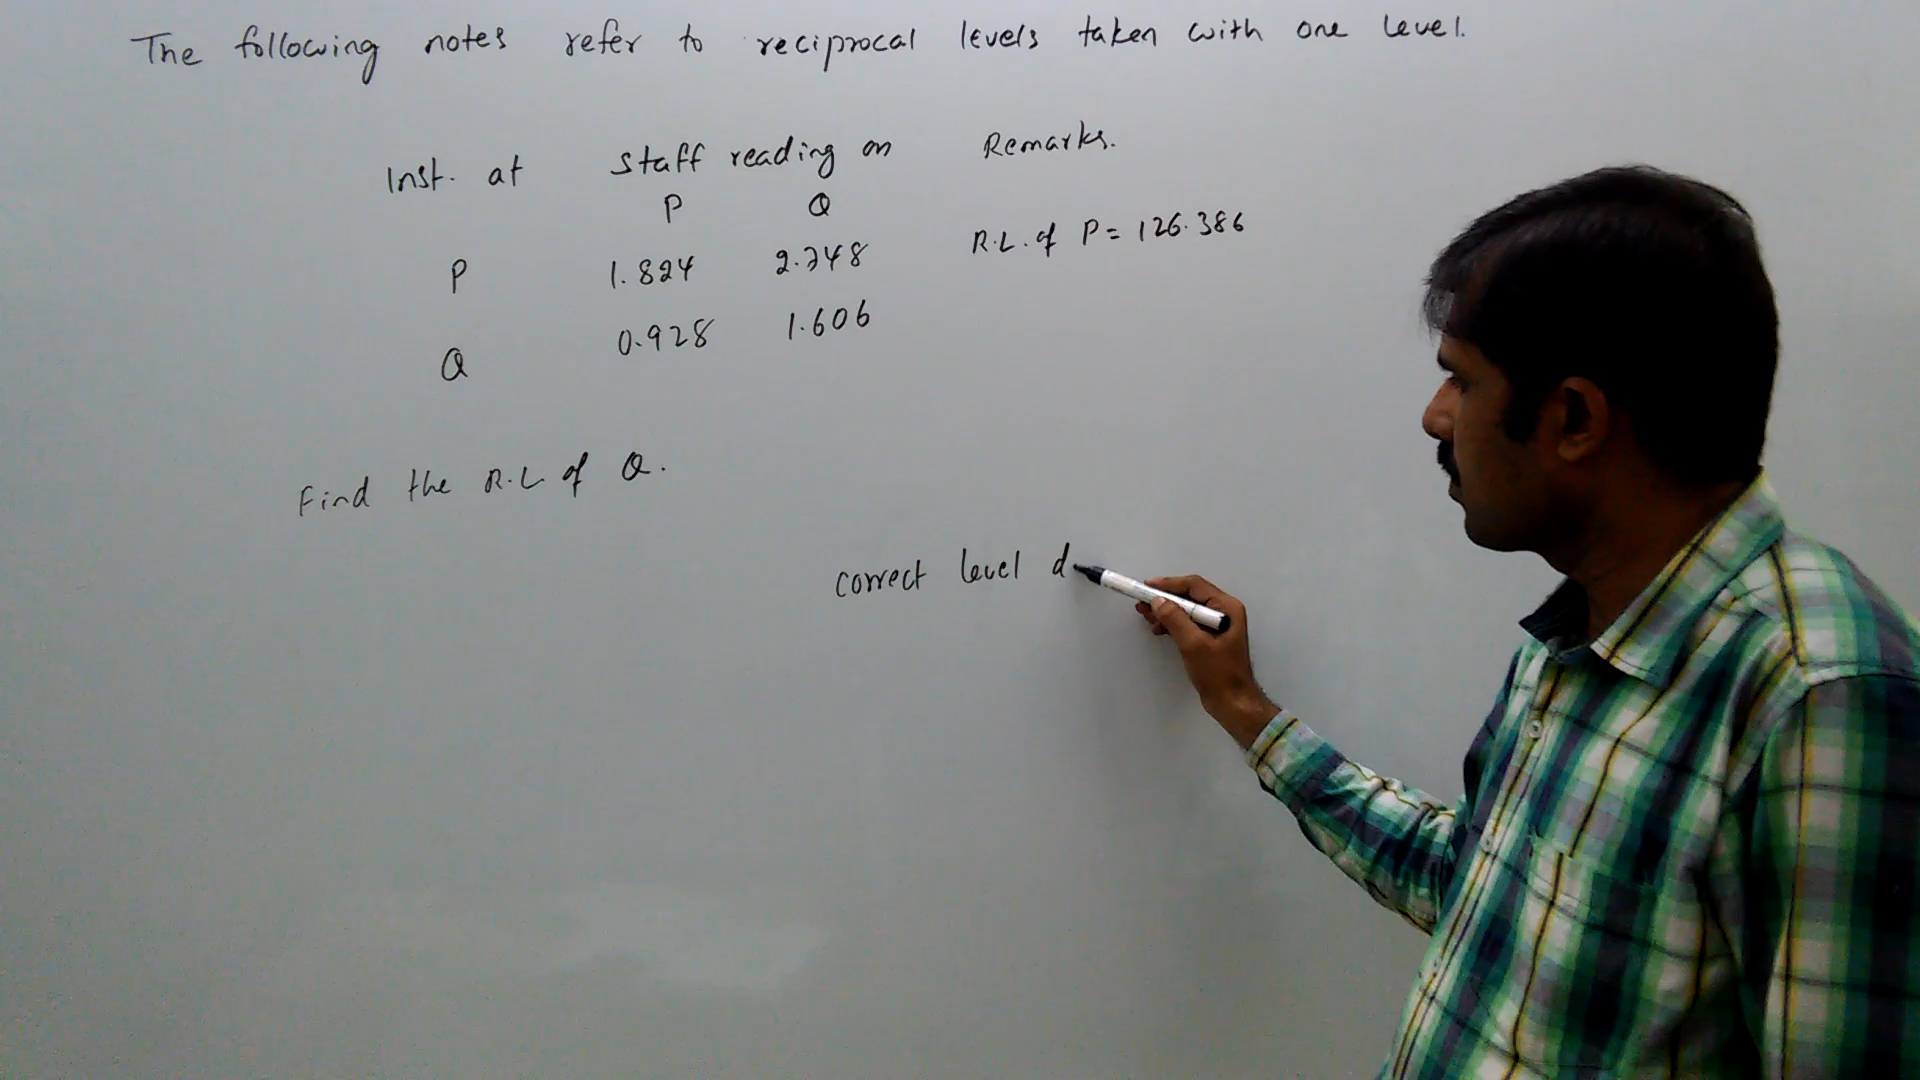 The following notes refer to reciprocal levels taken with one level.
Inst. at Staff reading on Remarks.
P Q
P 1.824 2.748 R.L. of P = 126.386
Q 0.928 1.606
Find the R.L. of Q.
correct level d